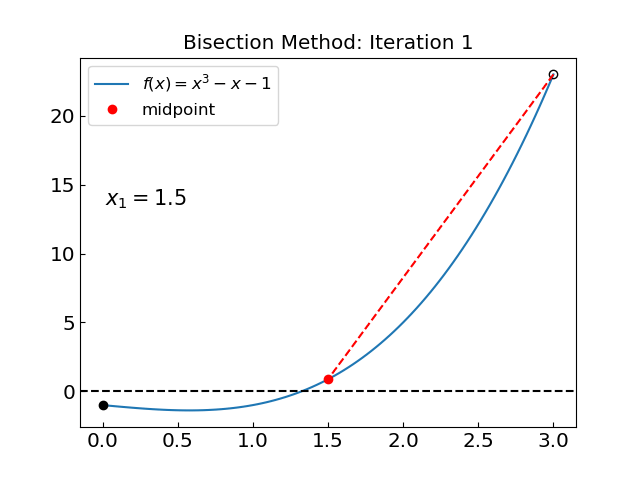 Bisection Method: Iteration 1
f(x) = x³ − x − 1
midpoint
x₁ = 1.5
20
15
10
5
0
0.0 0.5 1.0 1.5 2.0 2.5 3.0